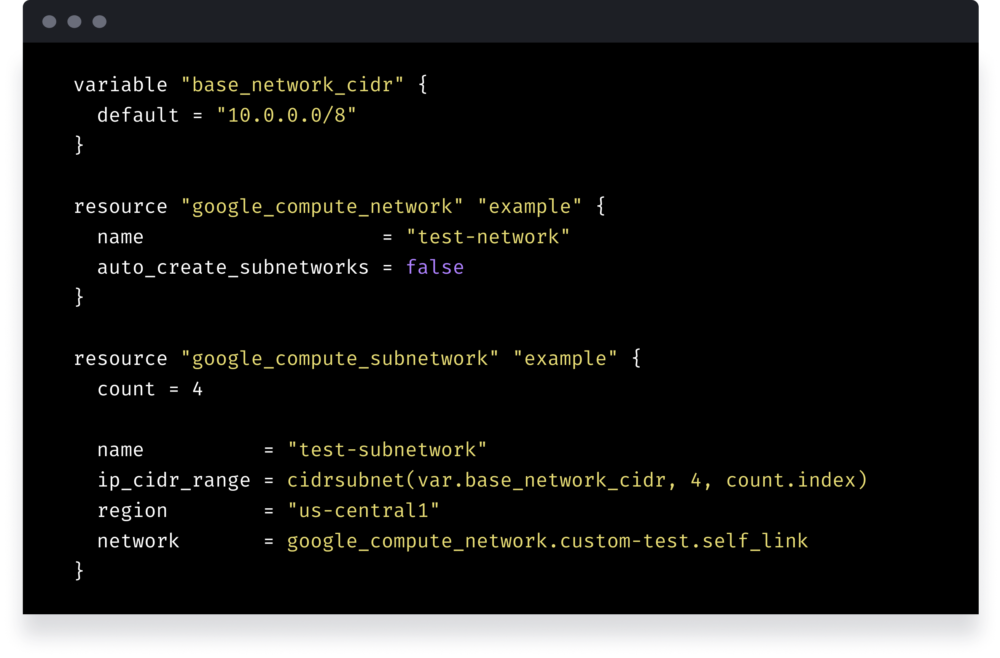 variable "base_network_cidr" {
  default = "10.0.0.0/8"
}
resource "google_compute_network" "example" {
  name                    = "test-network"
  auto_create_subnetworks = false
}
resource "google_compute_subnetwork" "example" {
  count = 4
  name          = "test-subnetwork"
  ip_cidr_range = cidrsubnet(var.base_network_cidr, 4, count.index)
  region        = "us-central1"
  network       = google_compute_network.custom-test.self_link
}